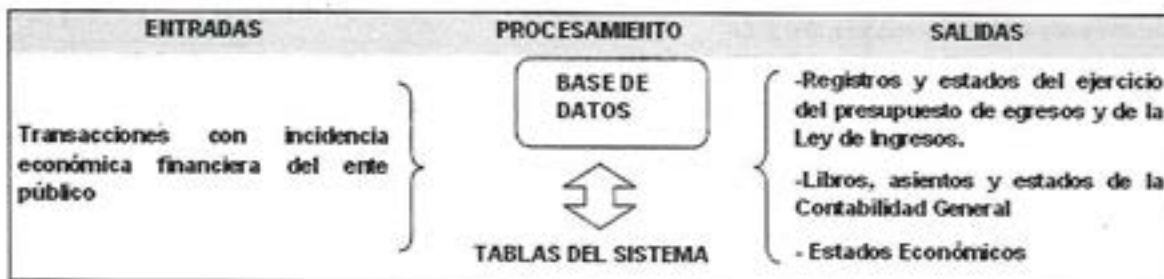 ENTRADAS
PROCESAMIENTO
SALIDAS
Transacciones con incidencia
económica financiera del ente
público
BASE DE
DATOS
TABLAS DEL SISTEMA
-Registros y estados del ejercicio
del presupuesto de egresos y de la
Ley de Ingresos.
-Libros, asientos y estados de la
Contabilidad General
- Estados Económicos